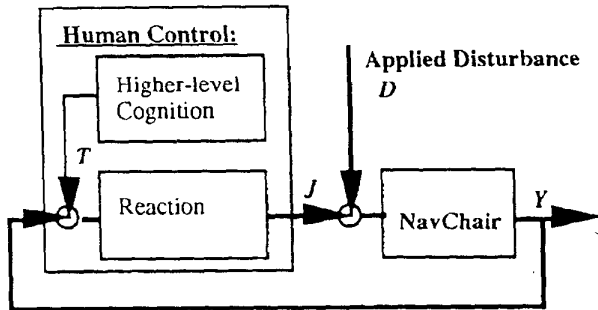 Human Control:
Higher-level
Cognition
Applied Disturbance
D
T
Reaction
J
NavChair
Y